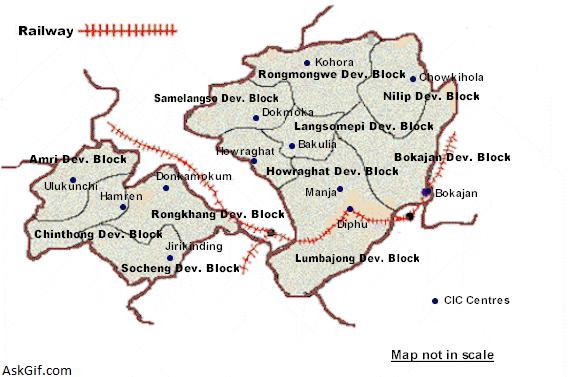 Railway
Kohora
Rongmongwe Dev. Block
Chowkihola
Nilip Dev. Block
Samelangso Dev. Block
Dokmoka
Langsomepi Dev. Block
Bakulia
Howraghat
Bokajan Dev. Block
Amri Dev. Block
Howraghat Dev. Block
Donkampkum
Ulukunchi
Manja
Bokajan
Hamren
Rongkhang Dev. Block
Diphu
Chinthong Dev. Block
Jirikinding
Lumbajong Dev. Block
Socheng Dev. Block
CIC Centres
Map not in scale
AskGif.com